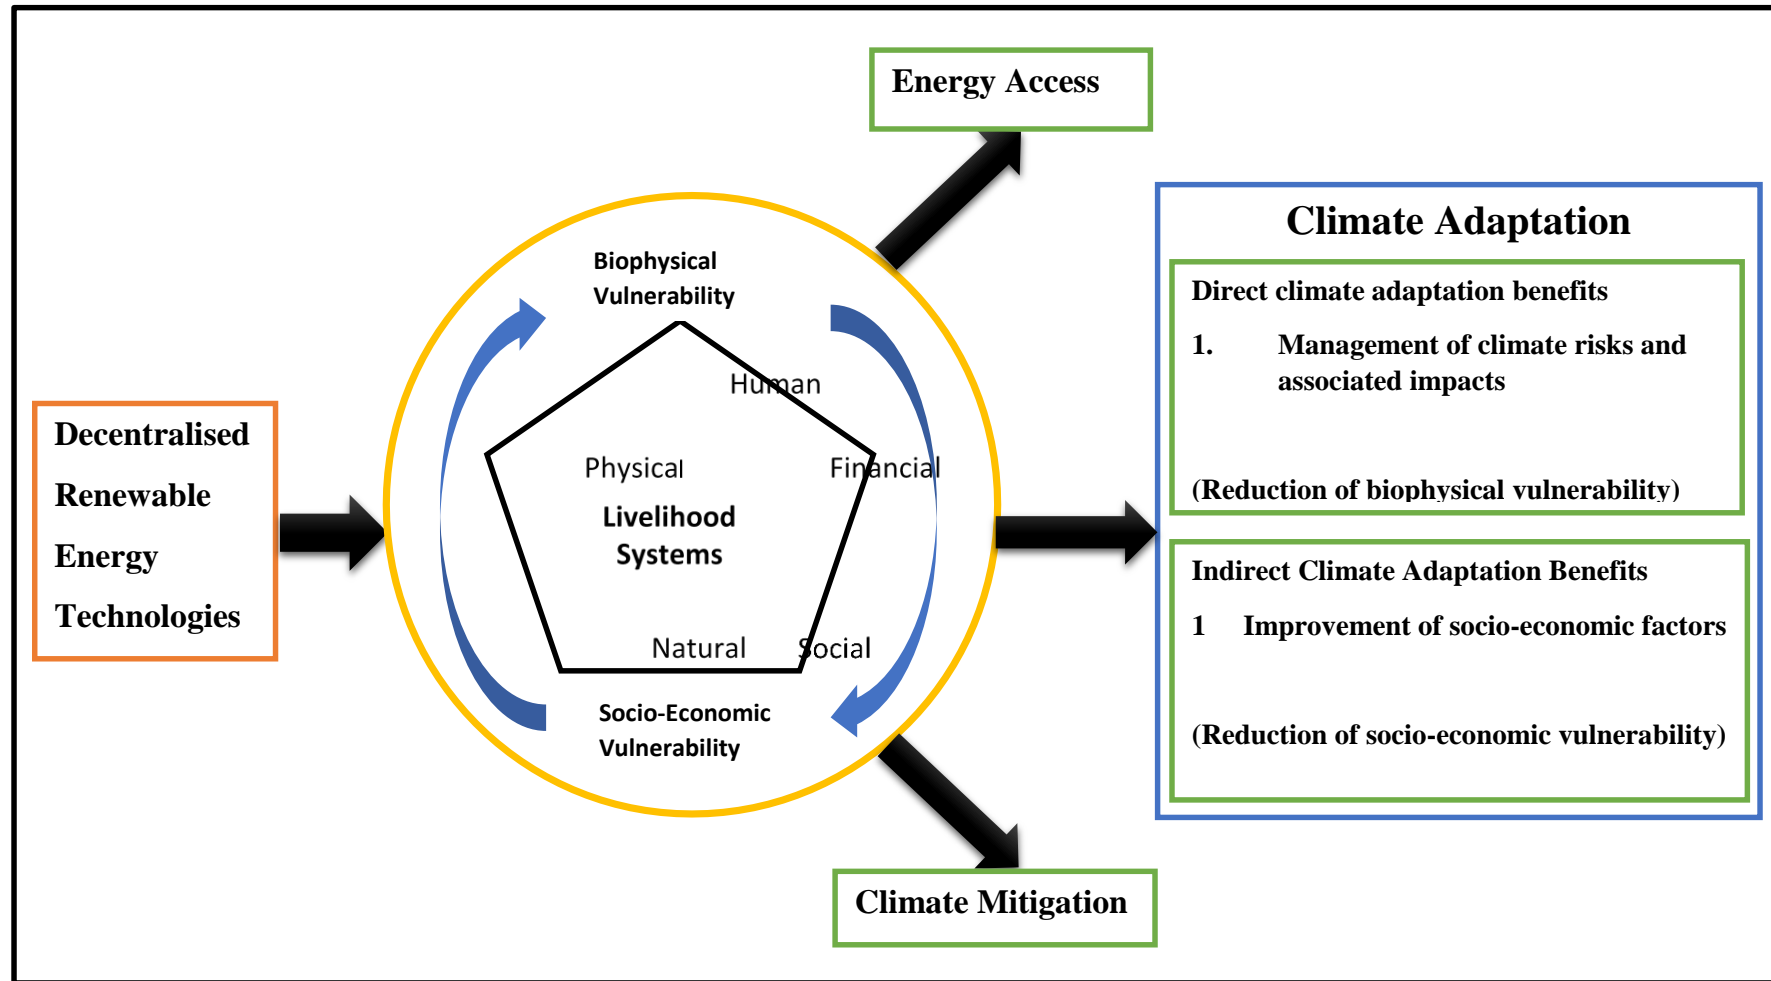 Energy Access
Climate Adaptation
Direct climate adaptation benefits
1. Management of climate risks and
associated impacts
(Reduction of biophysical vulnerability)
Indirect Climate Adaptation Benefits
1 Improvement of socio-economic factors
(Reduction of socio-economic vulnerability)
Decentralised
Renewable
Energy
Technologies
Biophysical
Vulnerability
Human
Physical
Financial
Livelihood
Systems
Natural
Social
Socio-Economic
Vulnerability
Climate Mitigation